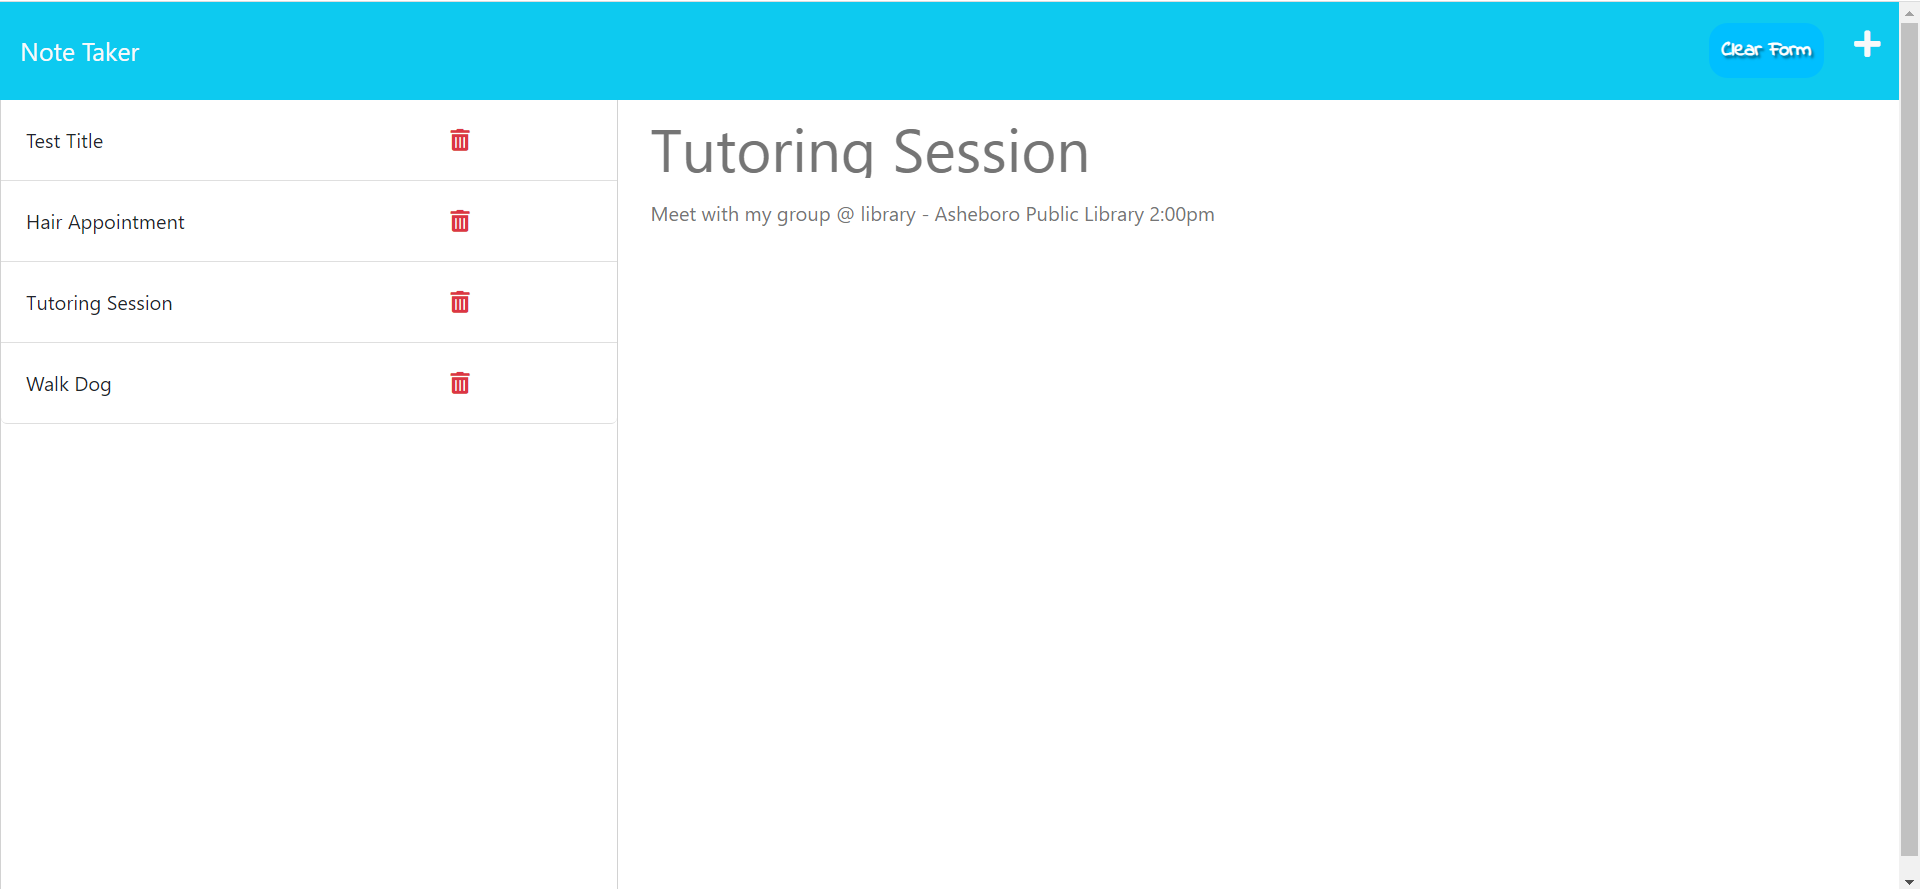 Note Taker
Clear Form
Test Title
Hair Appointment
Tutoring Session
Walk Dog
Tutoring Session
Meet with my group @ library - Asheboro Public Library 2:00pm